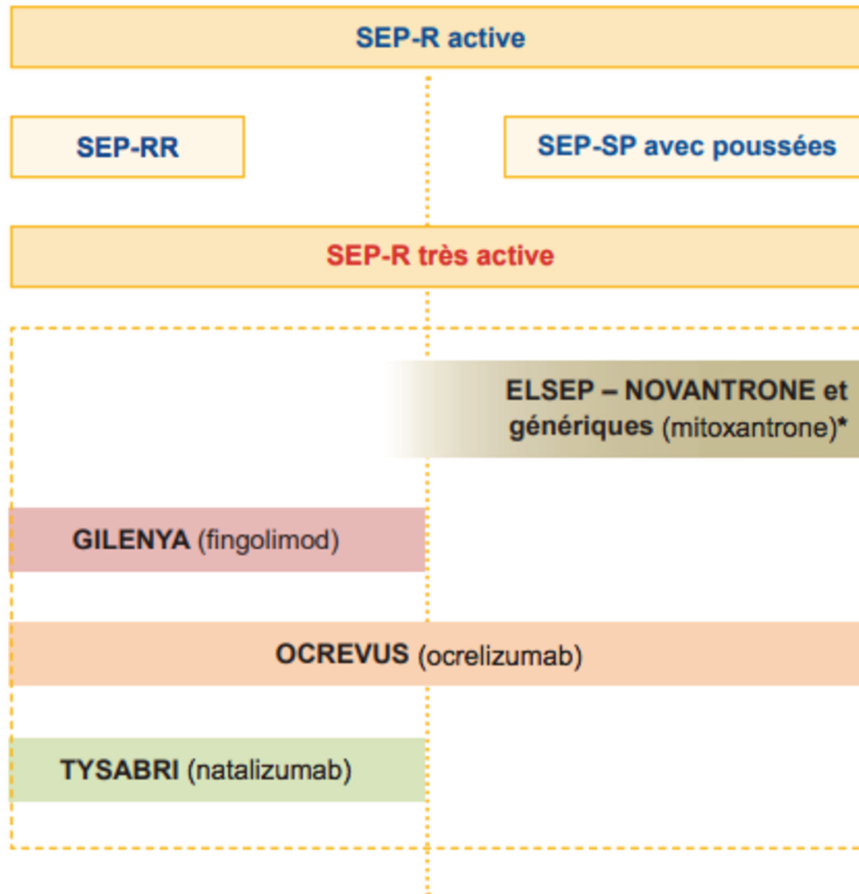 SEP-R active
SEP-RR
SEP-SP avec poussées
SEP-R très active
ELSEP – NOVANTRONE et
génériques (mitoxantrone)*
GILENYA (fingolimod)
OCREVUS (ocrelizumab)
TYSABRI (natalizumab)